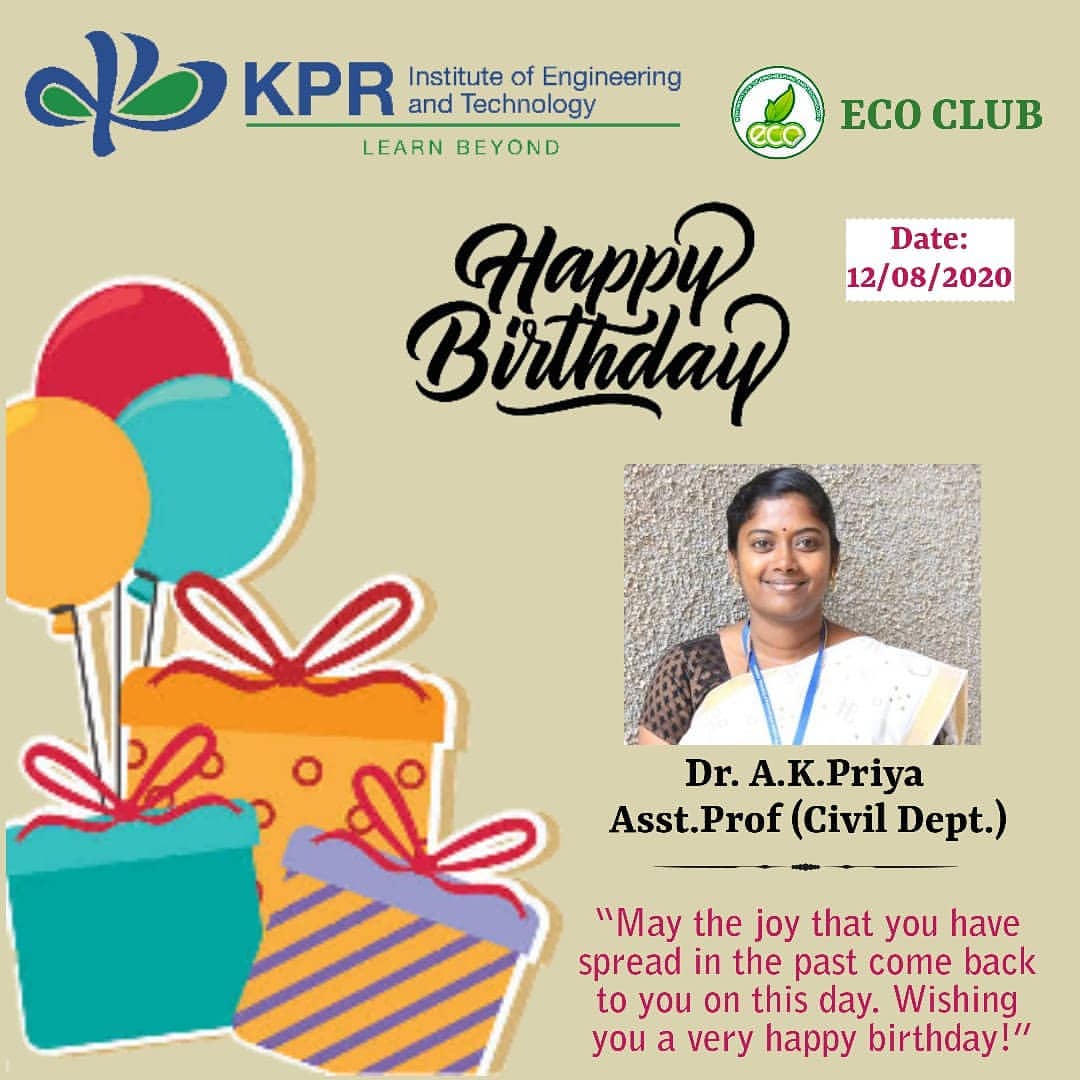 KPR Institute of Engineering
and Technology
LEARN BEYOND
eco
ECO CLUB
Happy
Birthday
Date:
12/08/2020
Dr. A.K.Priya
Asst.Prof (Civil Dept.)
“May the joy that you have
spread in the past come back
to you on this day. Wishing
you a very happy birthday!”